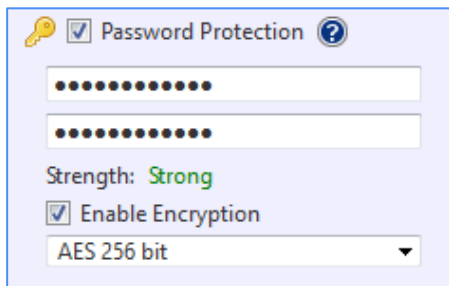 Password Protection ?
●●●●●●●●●●●●
●●●●●●●●●●●●
Strength: Strong
Enable Encryption
AES 256 bit